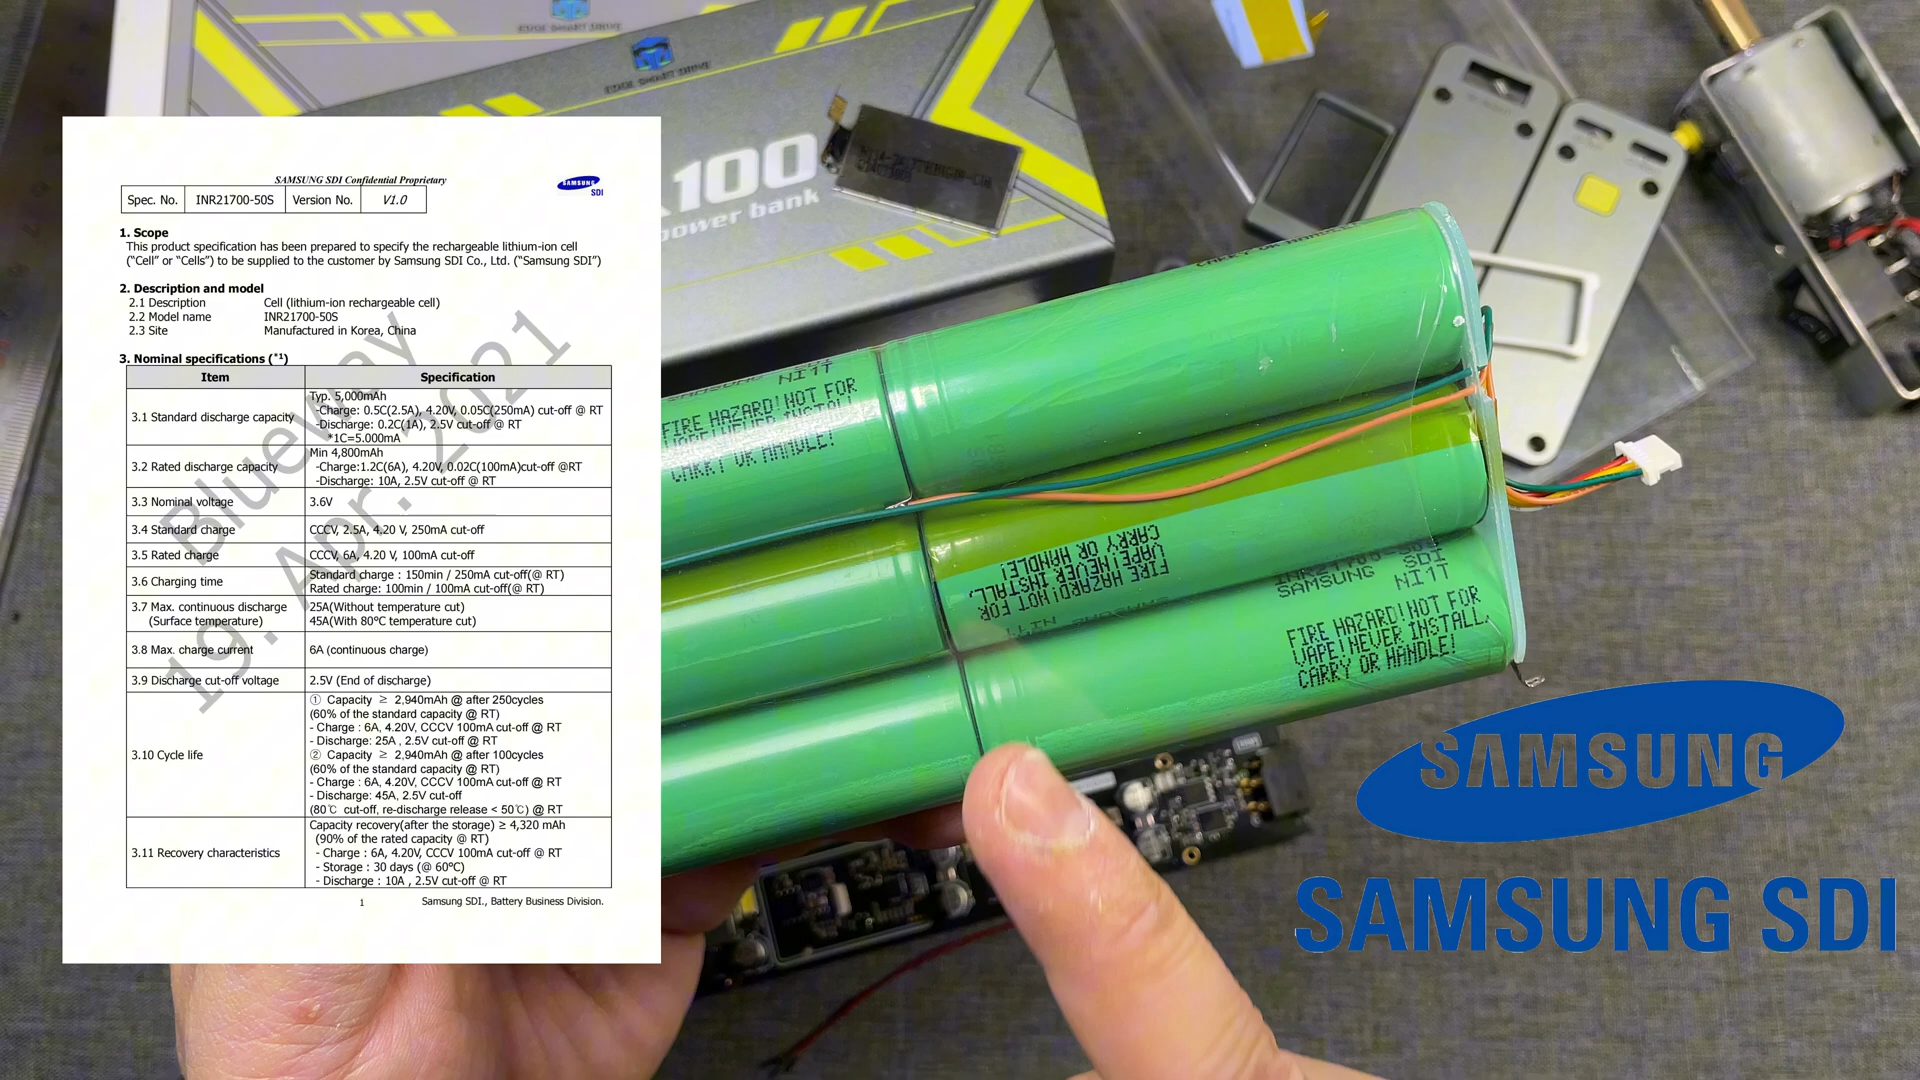 EDGE SMART DRIVE
EDGE SMART DRIVE
100
power bank
SAMSUNG SDI Confidential Proprietary
SAMSUNG
SDI
Spec. No. INR21700-50S Version No. V1.0
1. Scope
This product specification has been prepared to specify the rechargeable lithium-ion cell
(“Cell” or “Cells”) to be supplied to the customer by Samsung SDI Co., Ltd. (“Samsung SDI”)
2. Description and model
2.1 Description Cell (lithium-ion rechargeable cell)
2.2 Model name INR21700-50S
2.3 Site Manufactured in Korea, China
3. Nominal specifications (*1)
Item Specification
3.1 Standard discharge capacity
Typ. 5,000mAh
-Charge: 0.5C(2.5A), 4.20V, 0.05C(250mA) cut-off @ RT
-Discharge: 0.2C(1A), 2.5V cut-off @ RT
*1C=5.000mA
3.2 Rated discharge capacity
Min 4,800mAh
-Charge:1.2C(6A), 4.20V, 0.02C(100mA)cut-off @RT
-Discharge: 10A, 2.5V cut-off @ RT
3.3 Nominal voltage 3.6V
3.4 Standard charge CCCV, 2.5A, 4.20 V, 250mA cut-off
3.5 Rated charge CCCV, 6A, 4.20 V, 100mA cut-off
3.6 Charging time
Standard charge : 150min / 250mA cut-off(@ RT)
Rated charge: 100min / 100mA cut-off(@ RT)
3.7 Max. continuous discharge
(Surface temperature)
25A(Without temperature cut)
45A(With 80℃ temperature cut)
3.8 Max. charge current 6A (continuous charge)
3.9 Discharge cut-off voltage 2.5V (End of discharge)
3.10 Cycle life
① Capacity ≥ 2,940mAh @ after 250cycles
(60% of the standard capacity @ RT)
- Charge : 6A, 4.20V, CCCV 100mA cut-off @ RT
- Discharge: 25A , 2.5V cut-off @ RT
② Capacity ≥ 2,940mAh @ after 100cycles
(60% of the standard capacity @ RT)
- Charge : 6A, 4.20V, CCCV 100mA cut-off @ RT
- Discharge: 45A, 2.5V cut-off
(80℃ cut-off, re-discharge release < 50℃) @ RT
3.11 Recovery characteristics
Capacity recovery(after the storage) ≥ 4,320 mAh
(90% of the rated capacity @ RT)
- Charge : 6A, 4.20V, CCCV 100mA cut-off @ RT
- Storage : 30 days (@ 60℃)
- Discharge : 10A , 2.5V cut-off @ RT
1 Samsung SDI., Battery Business Division.
Blueway
19. Apr. 2021
SAMSUNG NI1T
FIRE HAZARD!NOT FOR
VAPE!NEVER INSTALL,
CARRY OR HANDLE!
FIRE HAZARD!NOT FOR
VAPE!NEVER INSTALL,
CARRY OR HANDLE!
SDI
SAMSUNG NI1T
FIRE HAZARD!NOT FOR
VAPE!NEVER INSTALL,
CARRY OR HANDLE!
SAMSUNG
SAMSUNG SDI